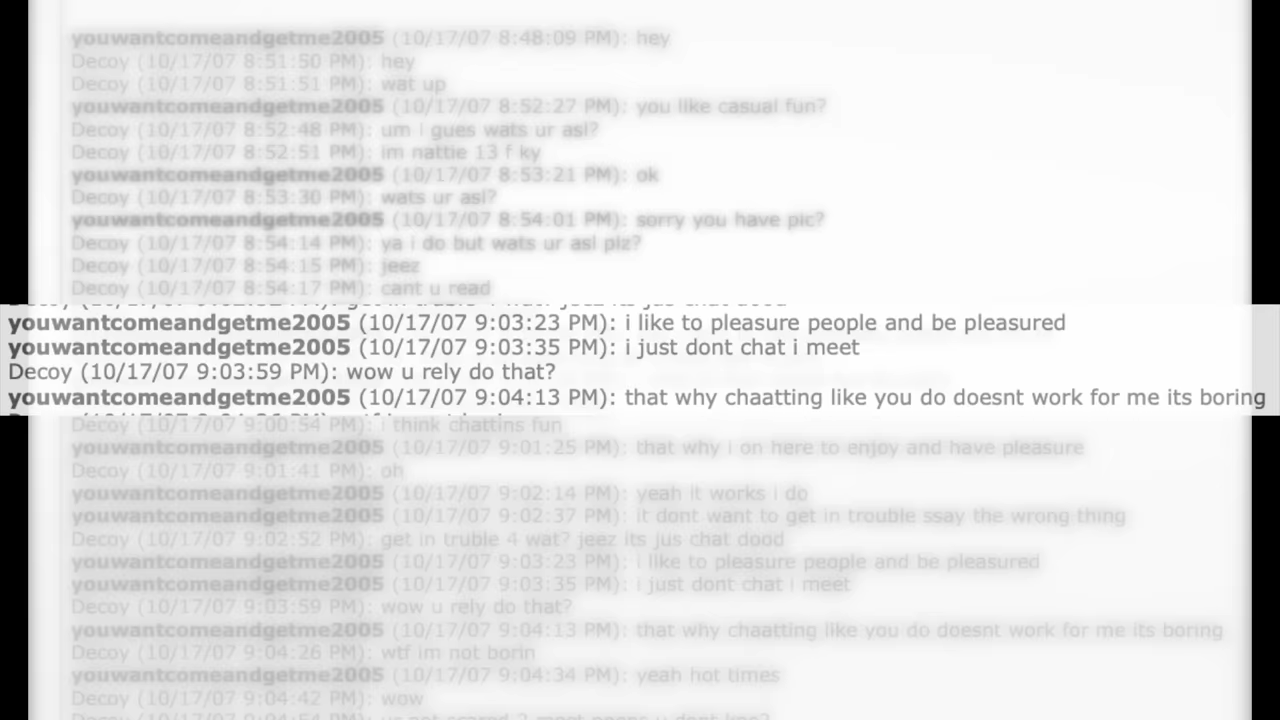 youwantcomeandgetme2005 (10/17/07 8:48:09 PM): hey
Decoy (10/17/07 8:51:50 PM): hey
Decoy (10/17/07 8:51:51 PM): wat up
youwantcomeandgetme2005 (10/17/07 8:52:27 PM): you like casual fun?
Decoy (10/17/07 8:52:48 PM): um i gues wats ur asl?
Decoy (10/17/07 8:52:51 PM): im nattie 13 f ky
youwantcomeandgetme2005 (10/17/07 8:53:21 PM): ok
Decoy (10/17/07 8:53:30 PM): wats ur asl?
youwantcomeandgetme2005 (10/17/07 8:54:01 PM): sorry you have pic?
Decoy (10/17/07 8:54:14 PM): ya i do but wats ur asl plz?
Decoy (10/17/07 8:54:15 PM): jeez
Decoy (10/17/07 8:54:17 PM): cant u read
youwantcomeandgetme2005 (10/17/07 9:03:23 PM): i like to pleasure people and be pleasured
youwantcomeandgetme2005 (10/17/07 9:03:35 PM): i just dont chat i meet
Decoy (10/17/07 9:03:59 PM): wow u rely do that?
youwantcomeandgetme2005 (10/17/07 9:04:13 PM): that why chaatting like you do doesnt work for me its boring
Decoy (10/17/07 9:00:54 PM): i think chattins fun
youwantcomeandgetme2005 (10/17/07 9:01:25 PM): that why i on here to enjoy and have pleasure
Decoy (10/17/07 9:01:41 PM): oh
youwantcomeandgetme2005 (10/17/07 9:02:14 PM): yeah it works i do
youwantcomeandgetme2005 (10/17/07 9:02:37 PM): it dont want to get in trouble ssay the wrong thing
Decoy (10/17/07 9:02:52 PM): get in truble 4 wat? jeez its jus chat dood
youwantcomeandgetme2005 (10/17/07 9:03:23 PM): i like to pleasure people and be pleasured
youwantcomeandgetme2005 (10/17/07 9:03:35 PM): i just dont chat i meet
Decoy (10/17/07 9:03:59 PM): wow u rely do that?
youwantcomeandgetme2005 (10/17/07 9:04:13 PM): that why chaatting like you do doesnt work for me its boring
Decoy (10/17/07 9:04:26 PM): wtf im not borin
youwantcomeandgetme2005 (10/17/07 9:04:34 PM): yeah hot times
Decoy (10/17/07 9:04:42 PM): wow